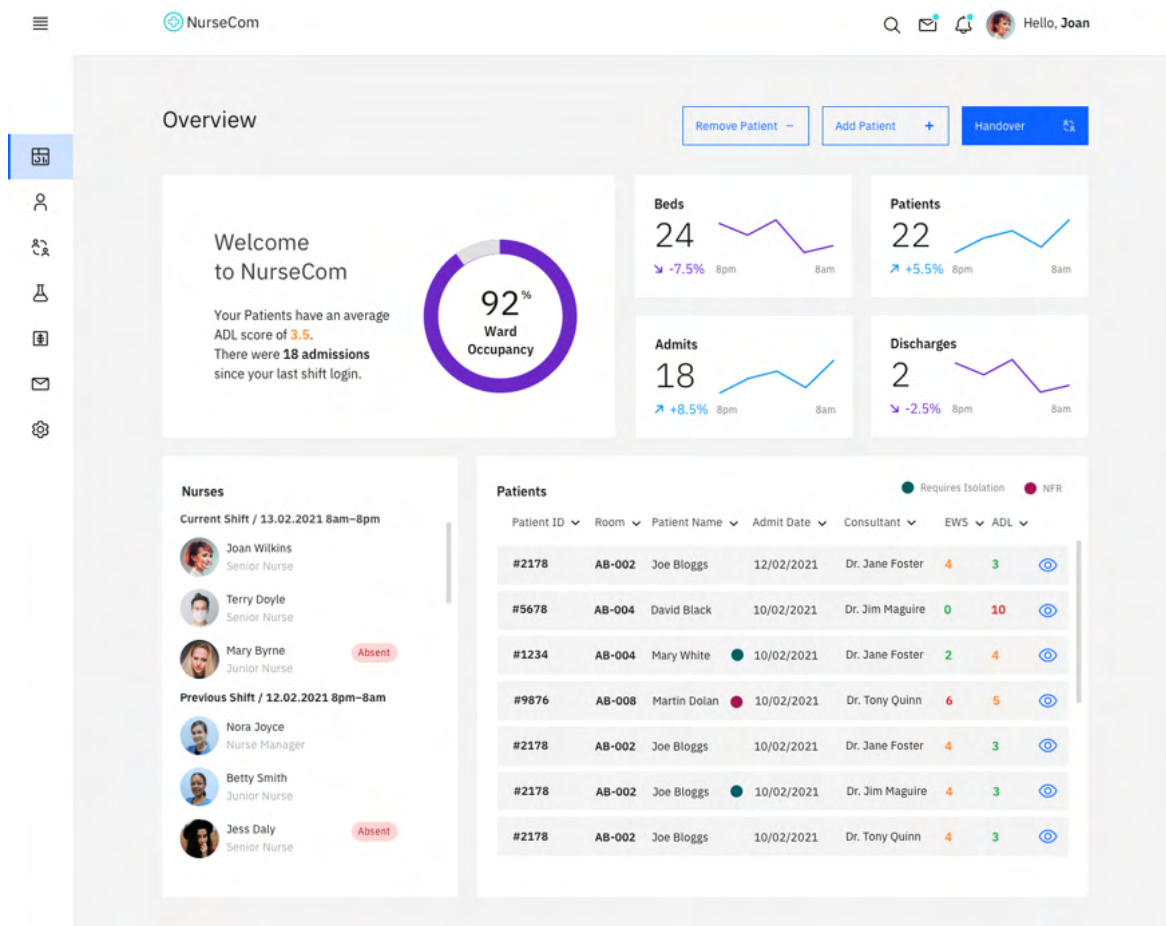 NurseCom
Hello, Joan
Overview
Remove Patient −
Add Patient +
Handover
Welcome
to NurseCom
Your Patients have an average
ADL score of 3.5.
There were 18 admissions
since your last shift login.
92%
Ward
Occupancy
Beds
24
-7.5% 8pm 8am
Patients
22
+5.5% 8pm 8am
Admits
18
+8.5% 8pm 8am
Discharges
2
-2.5% 8pm 8am
Nurses
Current Shift / 13.02.2021 8am–8pm
Joan Wilkins
Senior Nurse
Terry Doyle
Senior Nurse
Mary Byrne
Absent
Junior Nurse
Previous Shift / 12.02.2021 8pm–8am
Nora Joyce
Nurse Manager
Betty Smith
Junior Nurse
Jess Daly
Absent
Senior Nurse
Patients
Requires Isolation NFR
Patient ID Room Patient Name Admit Date Consultant EWS ADL
#2178 AB-002 Joe Bloggs 12/02/2021 Dr. Jane Foster 4 3
#5678 AB-004 David Black 10/02/2021 Dr. Jim Maguire 0 10
#1234 AB-004 Mary White 10/02/2021 Dr. Jane Foster 2 4
#9876 AB-008 Martin Dolan 10/02/2021 Dr. Tony Quinn 6 5
#2178 AB-002 Joe Bloggs 10/02/2021 Dr. Jane Foster 4 3
#2178 AB-002 Joe Bloggs 10/02/2021 Dr. Jim Maguire 4 3
#2178 AB-002 Joe Bloggs 10/02/2021 Dr. Tony Quinn 4 3